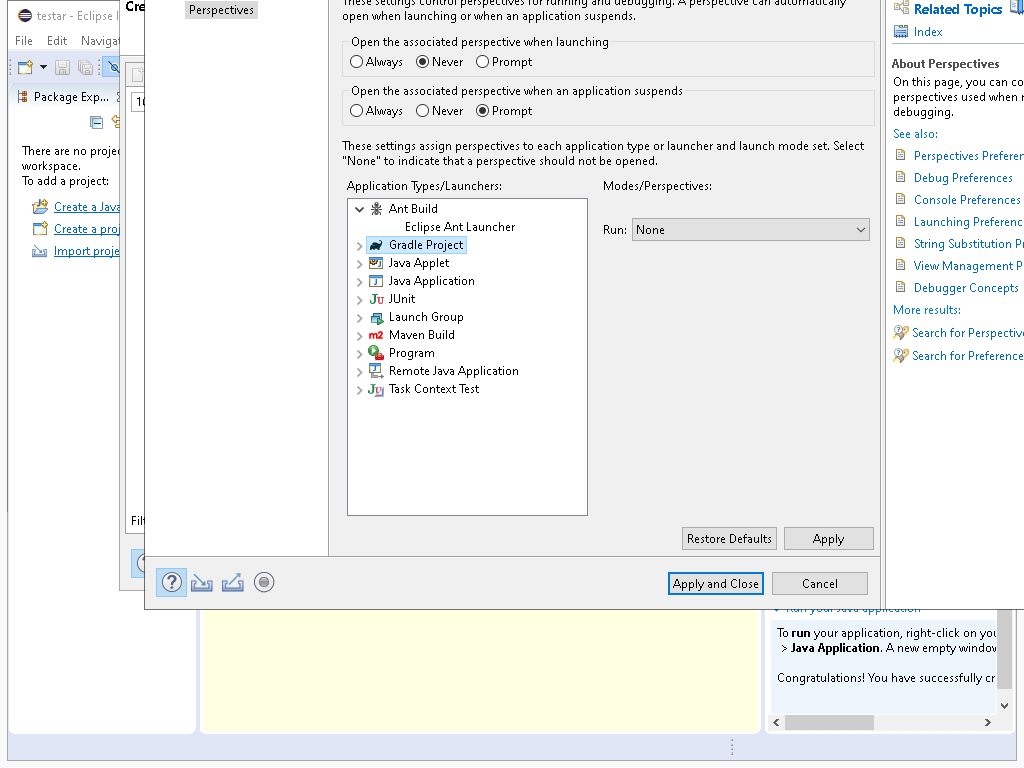 testar - Eclipse I
File Edit Navigat
Package Exp...
There are no proje
workspace.
To add a project:
Create a Java
Create a proj
Import proje
Cre
Perspectives
These settings control perspectives for running and debugging. A perspective can automatically
open when launching or when an application suspends.
Open the associated perspective when launching
Always Never Prompt
Open the associated perspective when an application suspends
Always Never Prompt
These settings assign perspectives to each application type or launcher and launch mode set. Select
"None" to indicate that a perspective should not be opened.
Application Types/Launchers:
Modes/Perspectives:
Ant Build
Eclipse Ant Launcher
Gradle Project
Java Applet
Java Application
JUnit
Launch Group
Maven Build
Program
Remote Java Application
Task Context Test
Run: None
Restore Defaults Apply
Apply and Close Cancel
Related Topics
Index
About Perspectives
On this page, you can co
perspectives used when r
debugging.
See also:
Perspectives Preferen
Debug Preferences
Console Preferences
Launching Preferenc
String Substitution P
View Management P
Debugger Concepts
More results:
Search for Perspective
Search for Preference
Run your Java application
To run your application, right-click on you
> Java Application. A new empty window
Congratulations! You have successfully cr